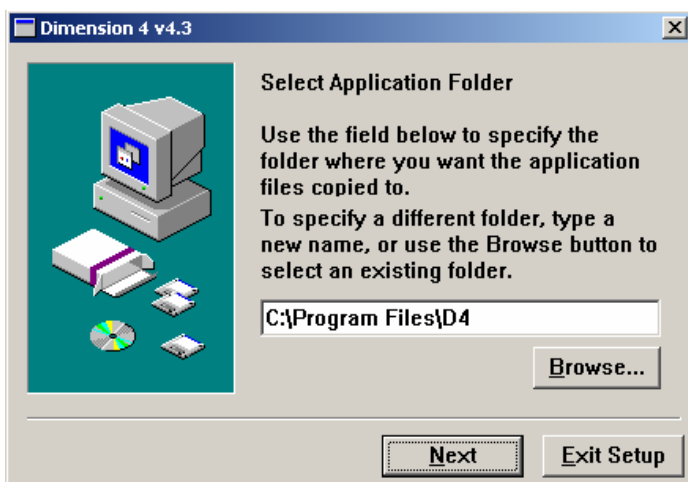 Dimension 4 v4.3
Select Application Folder
Use the field below to specify the
folder where you want the application
files copied to.
To specify a different folder, type a
new name, or use the Browse button to
select an existing folder.
C:\Program Files\D4
Browse...
Next
Exit Setup